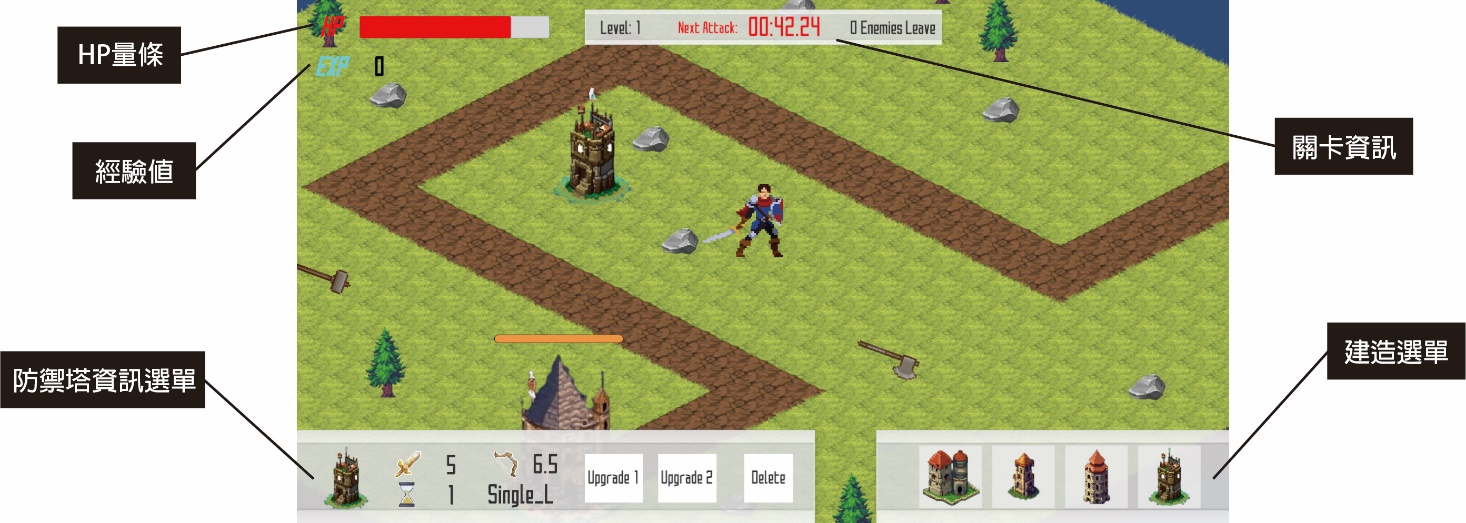 HP量條
HP
Level: 1 Next Attack: 00:42.24 0 Enemies Leave
EXP 0
經驗值
關卡資訊
建造選單
防禦塔資訊選單
5 6.5
1 Single_L
Upgrade 1 Upgrade 2 Delete